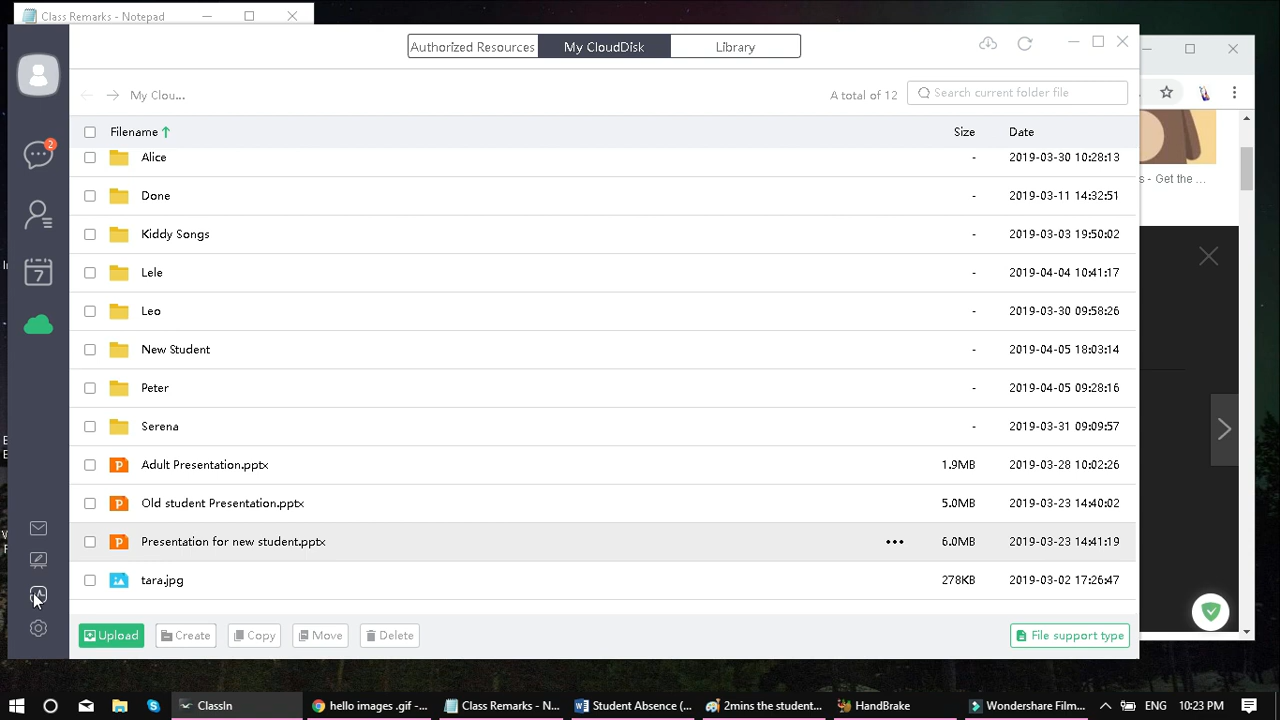 Class Remarks - Notepad
Authorized Resources
My CloudDisk
Library
My Clou...
A total of 12
Search current folder file
Filename
Size
Date
Alice - 2019-03-30 10:28:13
Done - 2019-03-11 14:32:51
Kiddy Songs - 2019-03-03 19:50:02
Lele - 2019-04-04 10:41:17
Leo - 2019-03-30 09:58:26
New Student - 2019-04-05 18:03:14
Peter - 2019-04-05 09:28:16
Serena - 2019-03-31 09:09:57
Adult Presentation.pptx 1.9MB 2019-03-28 10:02:26
Old student Presentation.pptx 5.0MB 2019-03-23 14:40:02
Presentation for new student.pptx ••• 6.0MB 2019-03-23 14:41:19
tara.jpg 278KB 2019-03-02 17:26:47
2
7
s - Get the ...
Upload
Create
Copy
Move
Delete
File support type
ClassIn
hello images .gif -...
Class Remarks - N...
Student Absence (...
2mins the student...
HandBrake
Wondershare Film...
ENG
10:23 PM